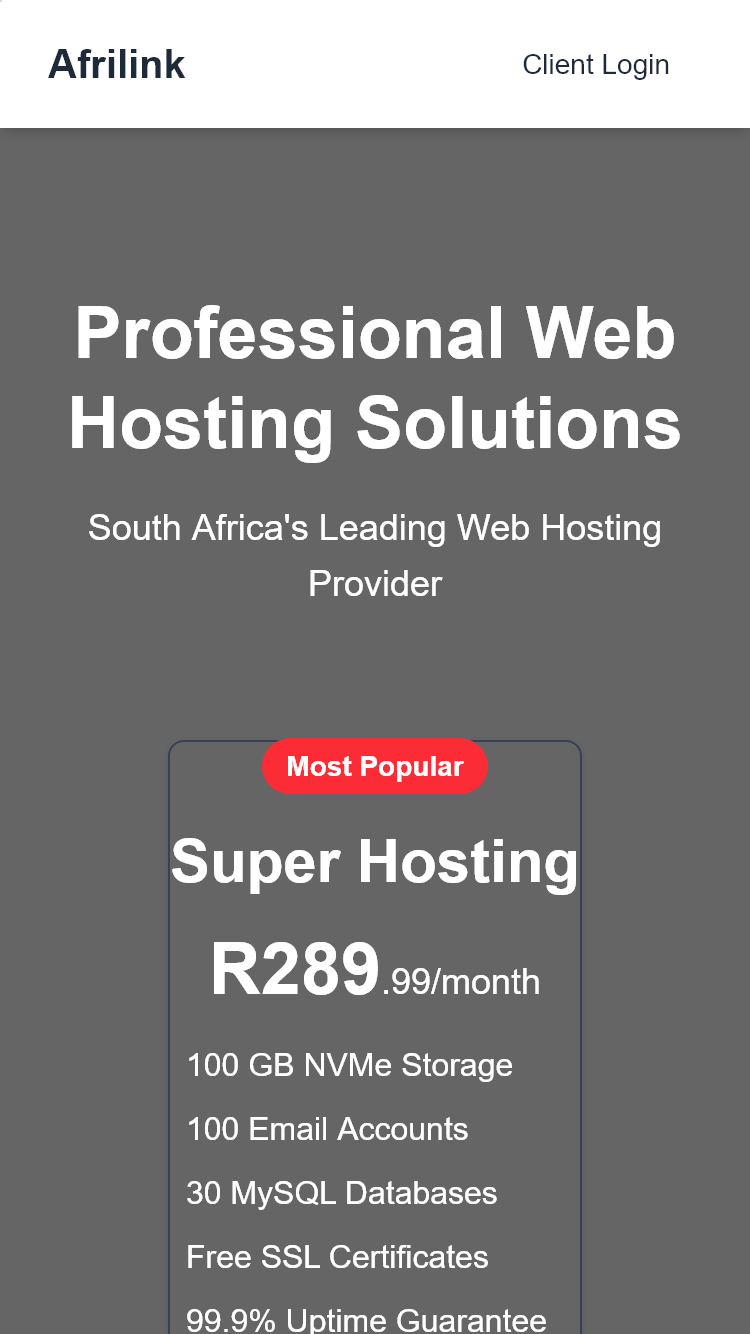 Afrilink
Client Login
Professional Web
Hosting Solutions
South Africa's Leading Web Hosting
Provider
Most Popular
Super Hosting
R289.99/month
100 GB NVMe Storage
100 Email Accounts
30 MySQL Databases
Free SSL Certificates
99.9% Uptime Guarantee